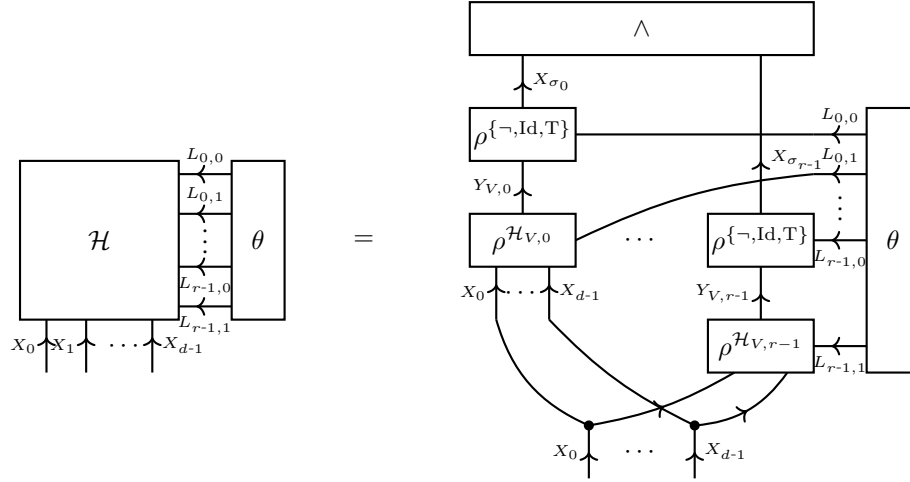 ∧
X_{σ_0}
ρ^{{¬,Id,T}}
L_{0,0}
X_{σ_{r-1}}
L_{0,1}
Y_{V,0}
ρ^{ℋ_{V,0}}
...
ρ^{{¬,Id,T}}
⋮
θ
L_{r-1,0}
X_0
...
X_{d-1}
Y_{V,r-1}
ρ^{ℋ_{V,r-1}}
L_{r-1,1}
X_0
...
X_{d-1}
=
L_{0,0}
L_{0,1}
ℋ
⋮
θ
L_{r-1,0}
L_{r-1,1}
X_0
X_1
...
X_{d-1}